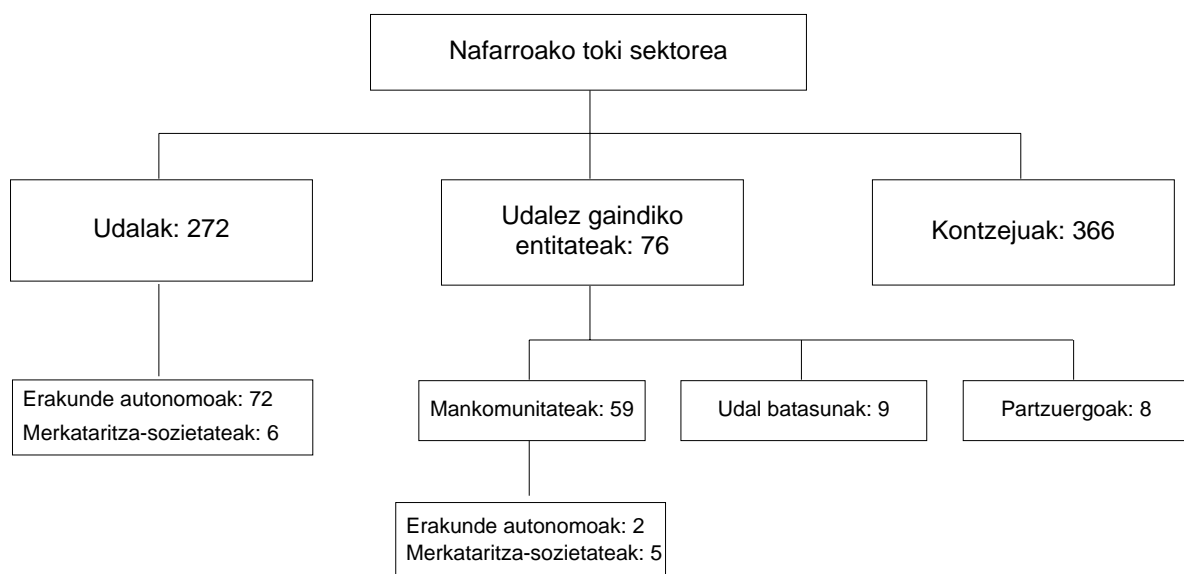 Nafarroako toki sektorea
Udalak: 272
Udalez gaindiko
entitateak: 76
Kontzejuak: 366
Erakunde autonomoak: 72
Merkataritza-sozietateak: 6
Mankomunitateak: 59
Udal batasunak: 9
Partzuergoak: 8
Erakunde autonomoak: 2
Merkataritza-sozietateak: 5